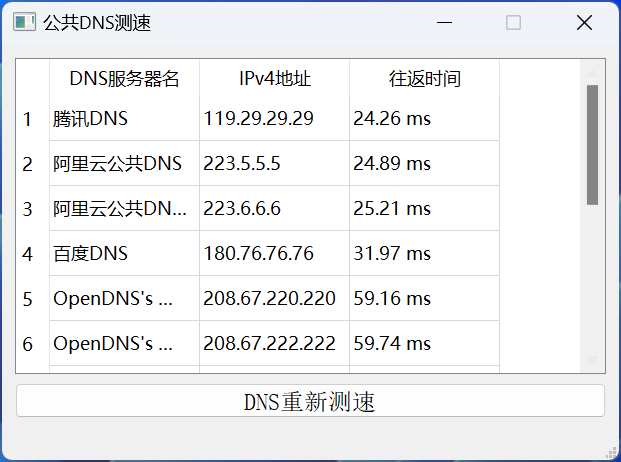 公共DNS测速
DNS服务器名 IPv4地址 往返时间
1 腾讯DNS 119.29.29.29 24.26 ms
2 阿里云公共DNS 223.5.5.5 24.89 ms
3 阿里云公共DN... 223.6.6.6 25.21 ms
4 百度DNS 180.76.76.76 31.97 ms
5 OpenDNS's ... 208.67.220.220 59.16 ms
6 OpenDNS's ... 208.67.222.222 59.74 ms
DNS重新测速